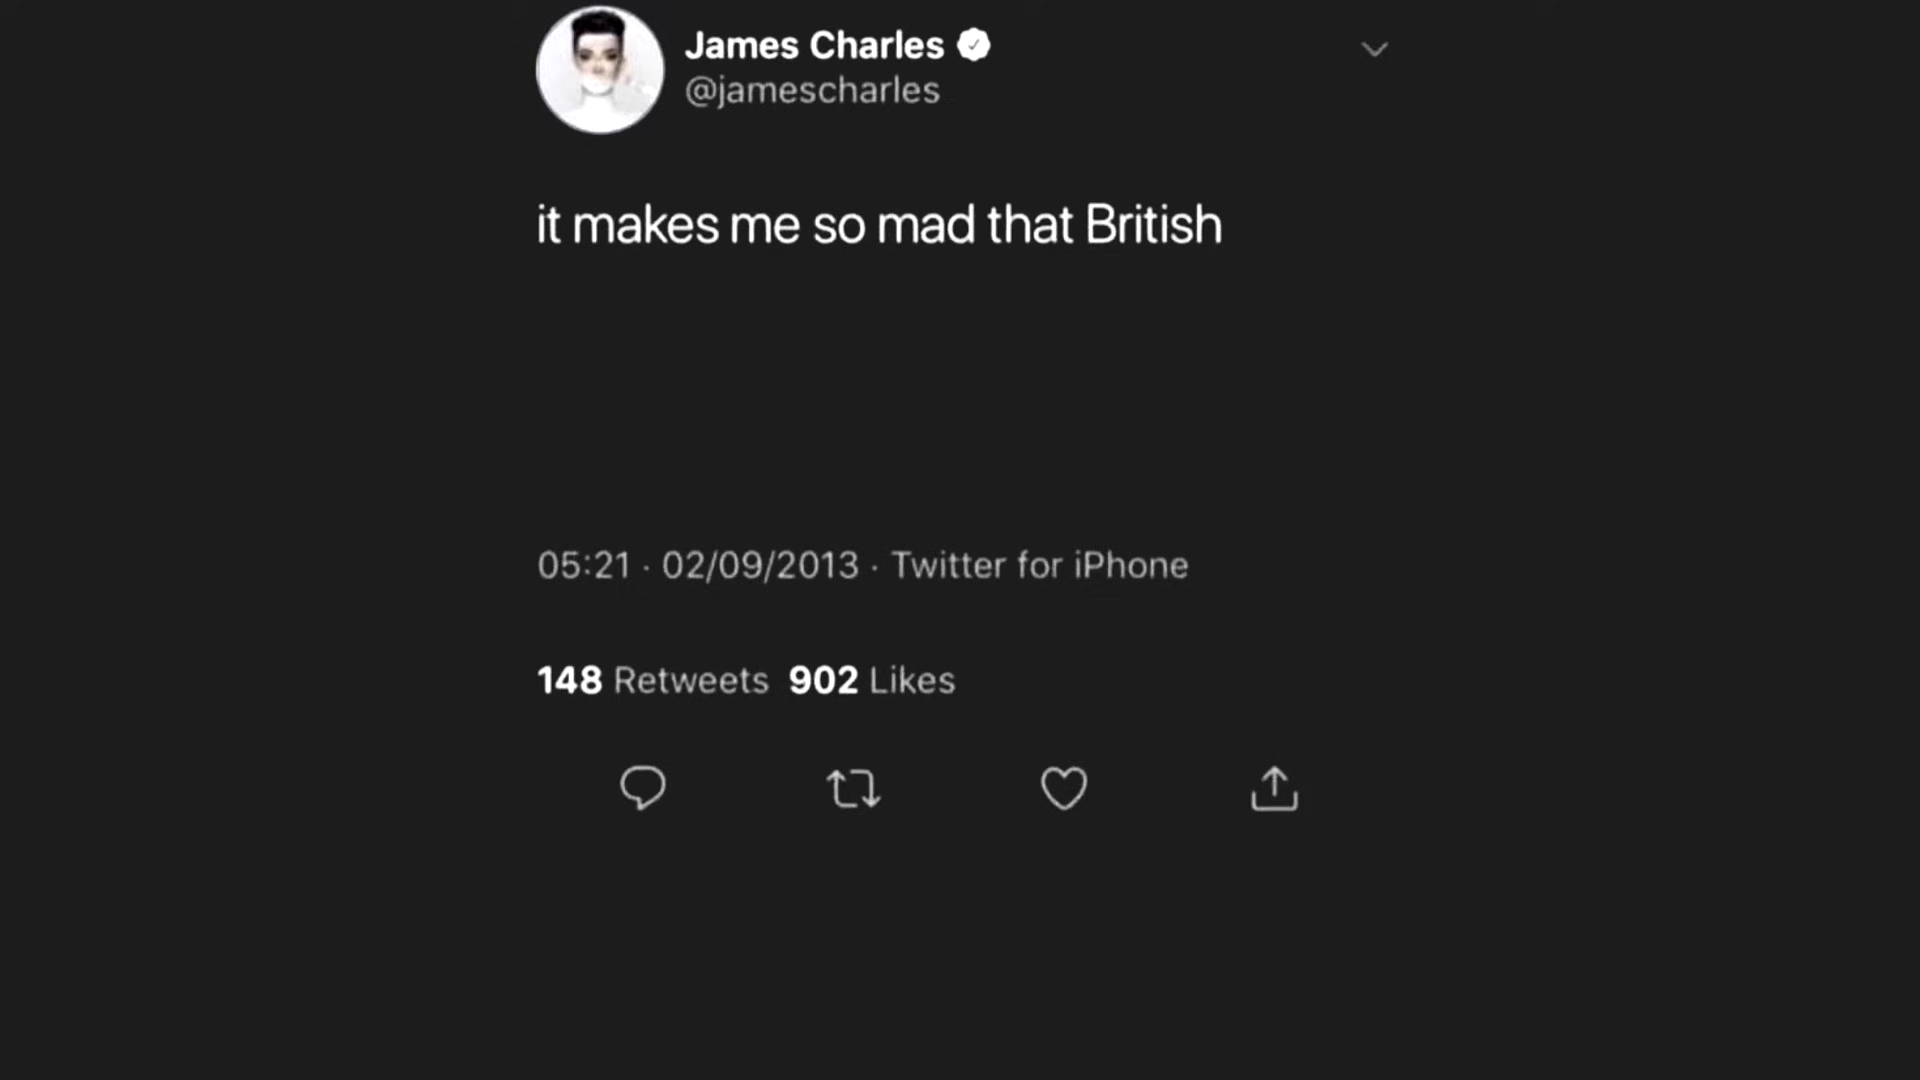 James Charles
@jamescharles
it makes me so mad that British
05:21 · 02/09/2013 · Twitter for iPhone
148 Retweets 902 Likes